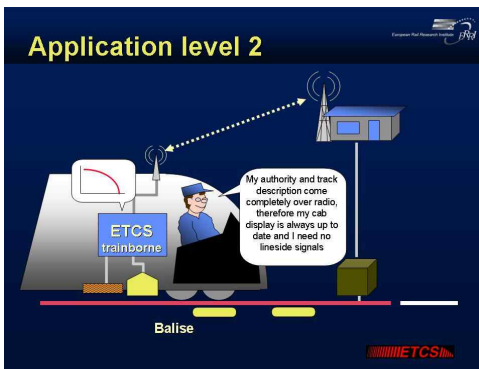 Application level 2
European Rail Research Institute
ERRI
My authority and track
description come
completely over radio,
therefore my cab
display is always up to
date and I need no
lineside signals
ETCS
trainborne
Balise
ETCS